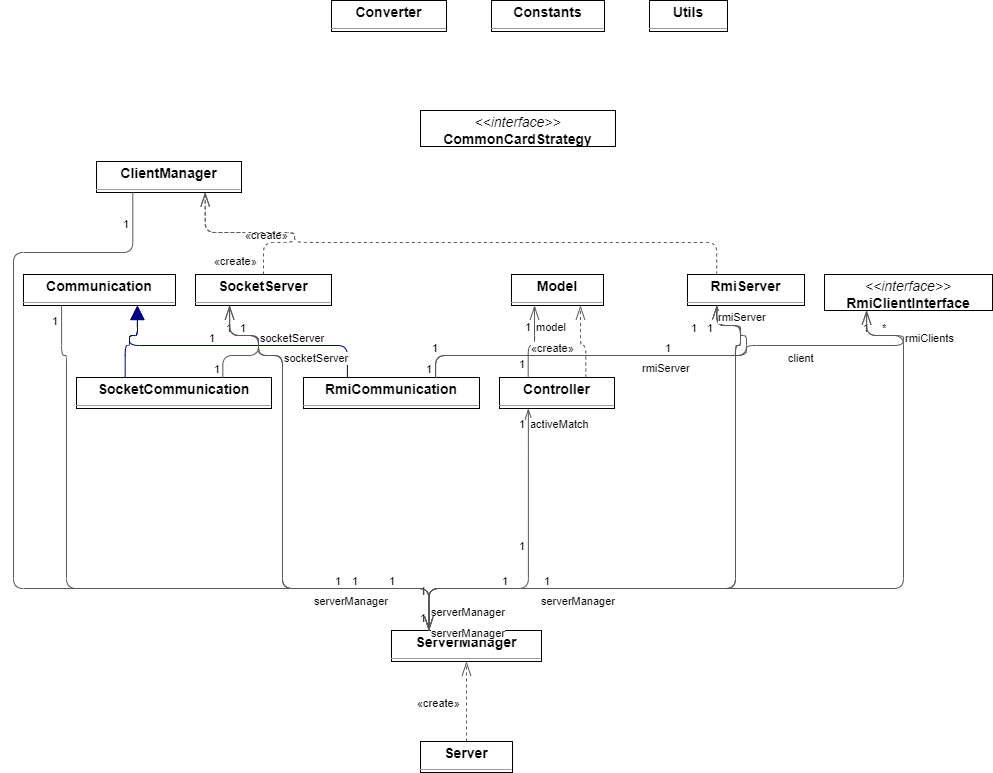 Converter
Constants
Utils
<<interface>>
CommonCardStrategy
ClientManager
1
«create»
«create»
Communication
SocketServer
Model
RmiServer
<<interface>>
RmiClientInterface
1
1
1
1
socketServer
socketServer
1
1
model
«create»
1
1
1
rmiServer
1
rmiServer
client
1
*
rmiClients
1
1
1
SocketCommunication
RmiCommunication
Controller
1
activeMatch
1
1
1
1
1
1
1
serverManager
serverManager
1
serverManager
serverManager
ServerManager
«create»
Server